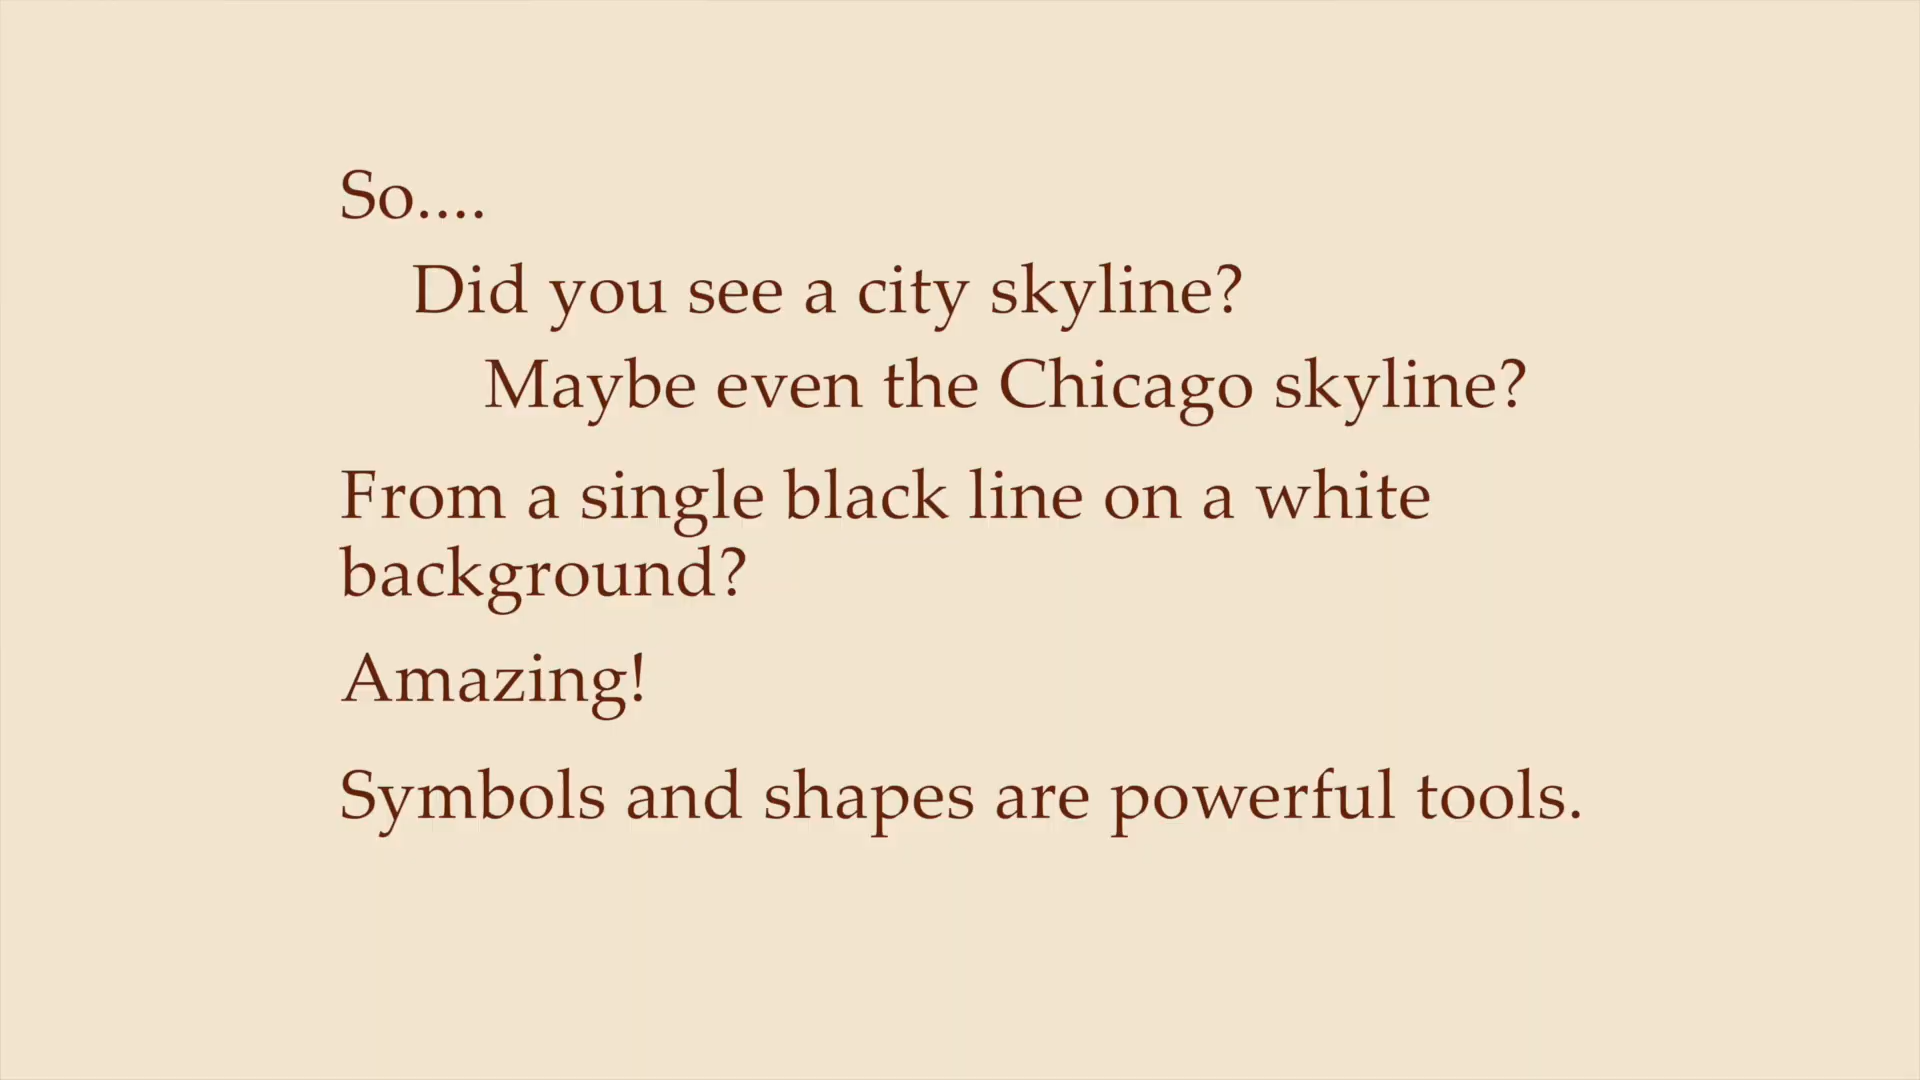 So....
Did you see a city skyline?
Maybe even the Chicago skyline?
From a single black line on a white
background?
Amazing!
Symbols and shapes are powerful tools.